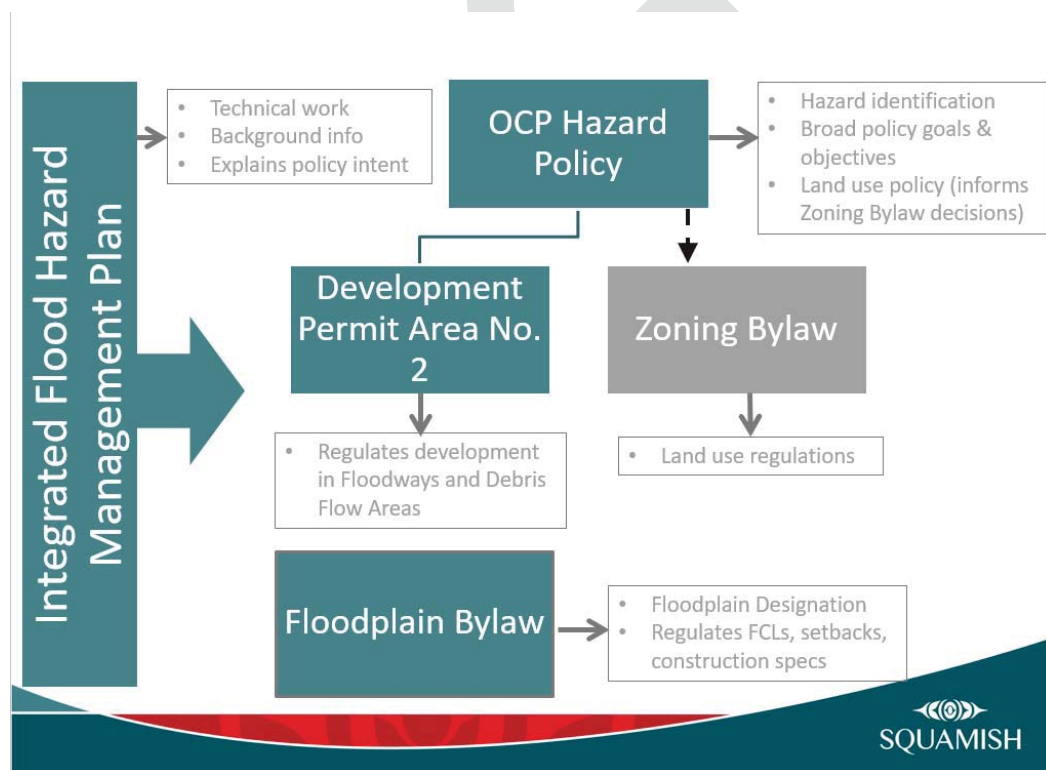 Integrated Flood Hazard
Management Plan
• Technical work
• Background info
• Explains policy intent
OCP Hazard
Policy
• Hazard identification
• Broad policy goals &
objectives
• Land use policy (informs
Zoning Bylaw decisions)
Development
Permit Area No.
2
Zoning Bylaw
• Regulates development
in Floodways and Debris
Flow Areas
• Land use regulations
Floodplain Bylaw
• Floodplain Designation
• Regulates FCLs, setbacks,
construction specs
SQUAMISH